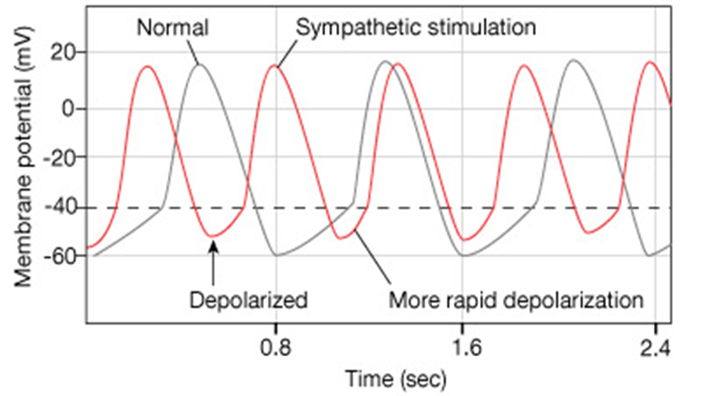 Normal
Sympathetic stimulation
Membrane potential (mV)
20
0
-20
-40
-60
Depolarized
More rapid depolarization
0.8
1.6
2.4
Time (sec)